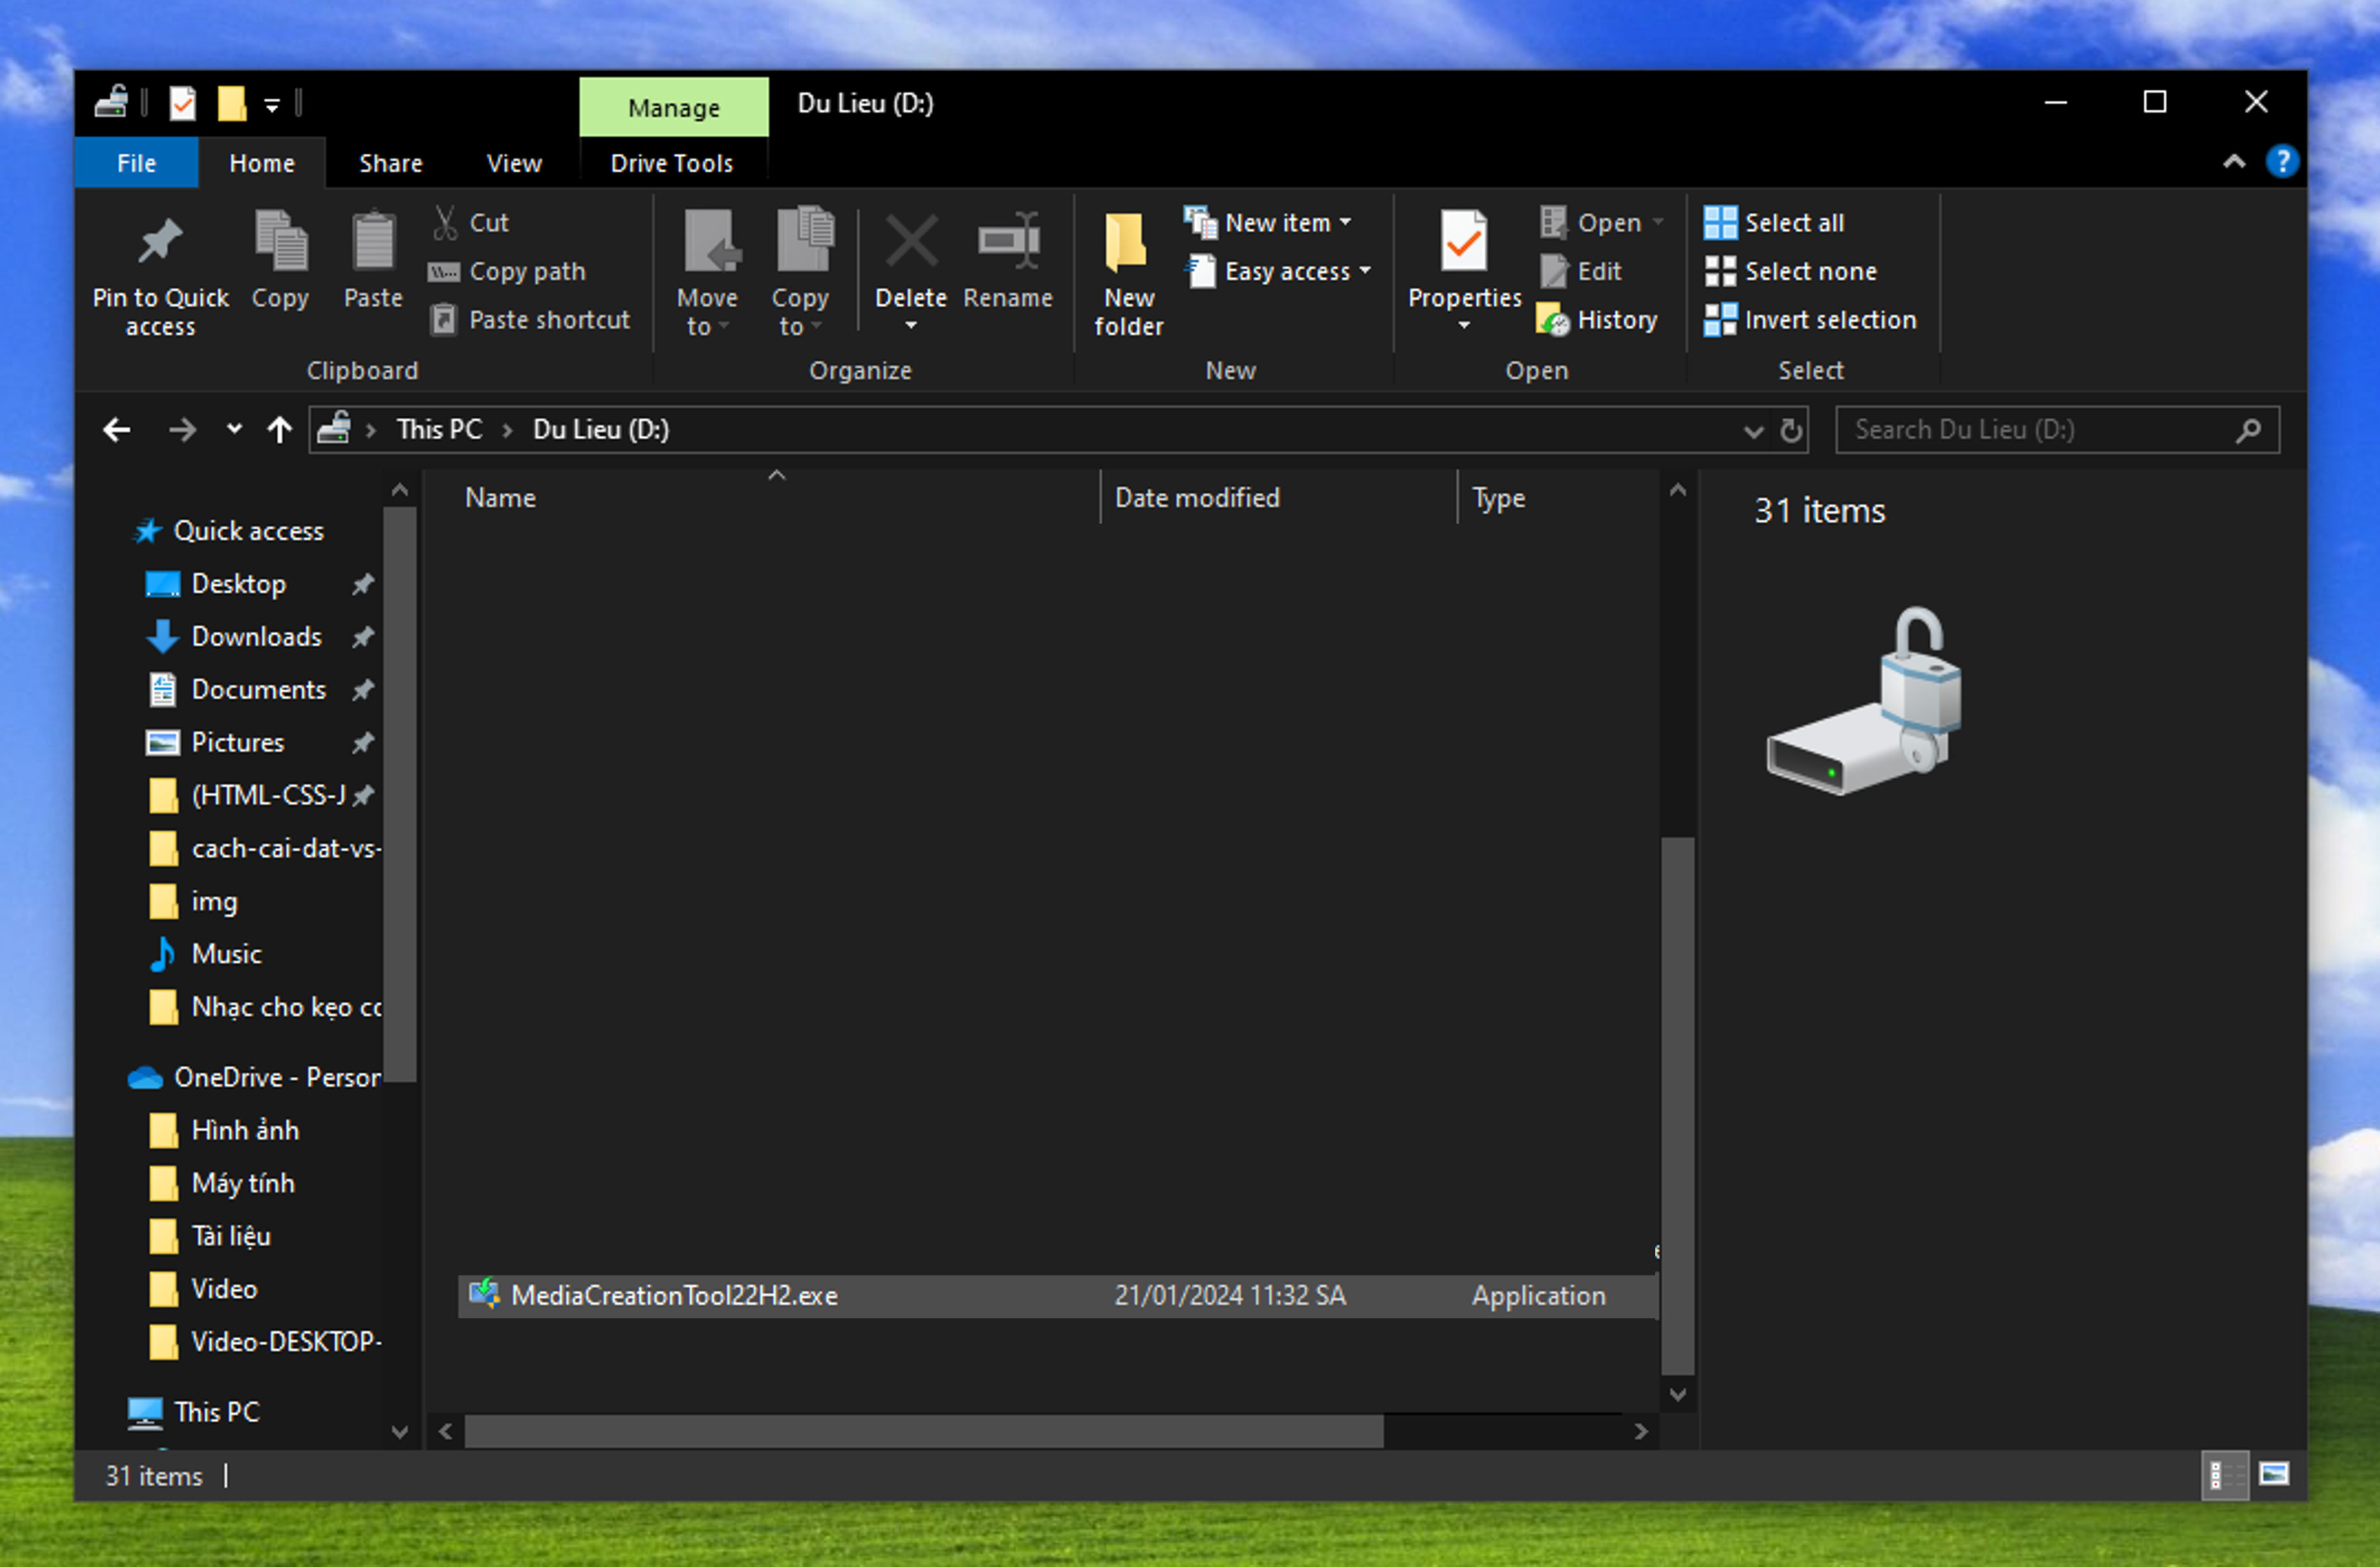 Manage
Du Lieu (D:)
File
Home
Share
View
Drive Tools
Pin to Quick
access
Copy
Paste
Cut
Copy path
Paste shortcut
Clipboard
Move
to
Copy
to
Delete
Rename
Organize
New
folder
New item
Easy access
New
Properties
Open
Edit
History
Open
Select all
Select none
Invert selection
Select
This PC
Du Lieu (D:)
Search Du Lieu (D:)
Name
Date modified
Type
31 items
Quick access
Desktop
Downloads
Documents
Pictures
(HTML-CSS-J
cach-cai-dat-vs-
img
Music
Nhạc cho kẹo
OneDrive - Person
Hình ảnh
Máy tính
Tài liệu
Video
Video-DESKTOP-
This PC
MediaCreationTool22H2.exe
21/01/2024 11:32 SA
Application
31 items